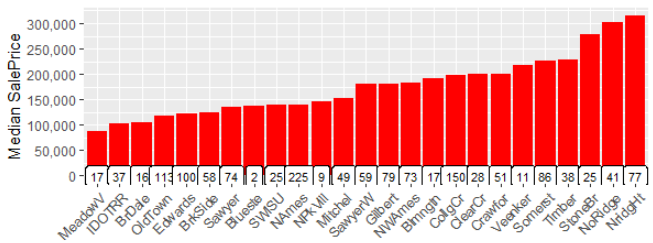 Median SalePrice
300,000
250,000
200,000
150,000
100,000
50,000
0
17 37 16 113 100 58 74 2 25 225 9 49 59 79 73 17 150 28 51 11 86 38 25 41 77
MeadowV IDOTRR BrDale OldTown Edwards BrkSide Sawyer Blueste SWISU NAmes NPkVill Mitchel SawyerW Gilbert NWAmes Blmngtn CollgCr ClearCr Crawfor Veenker Somerst Timber StoneBr NoRidge NridgHt